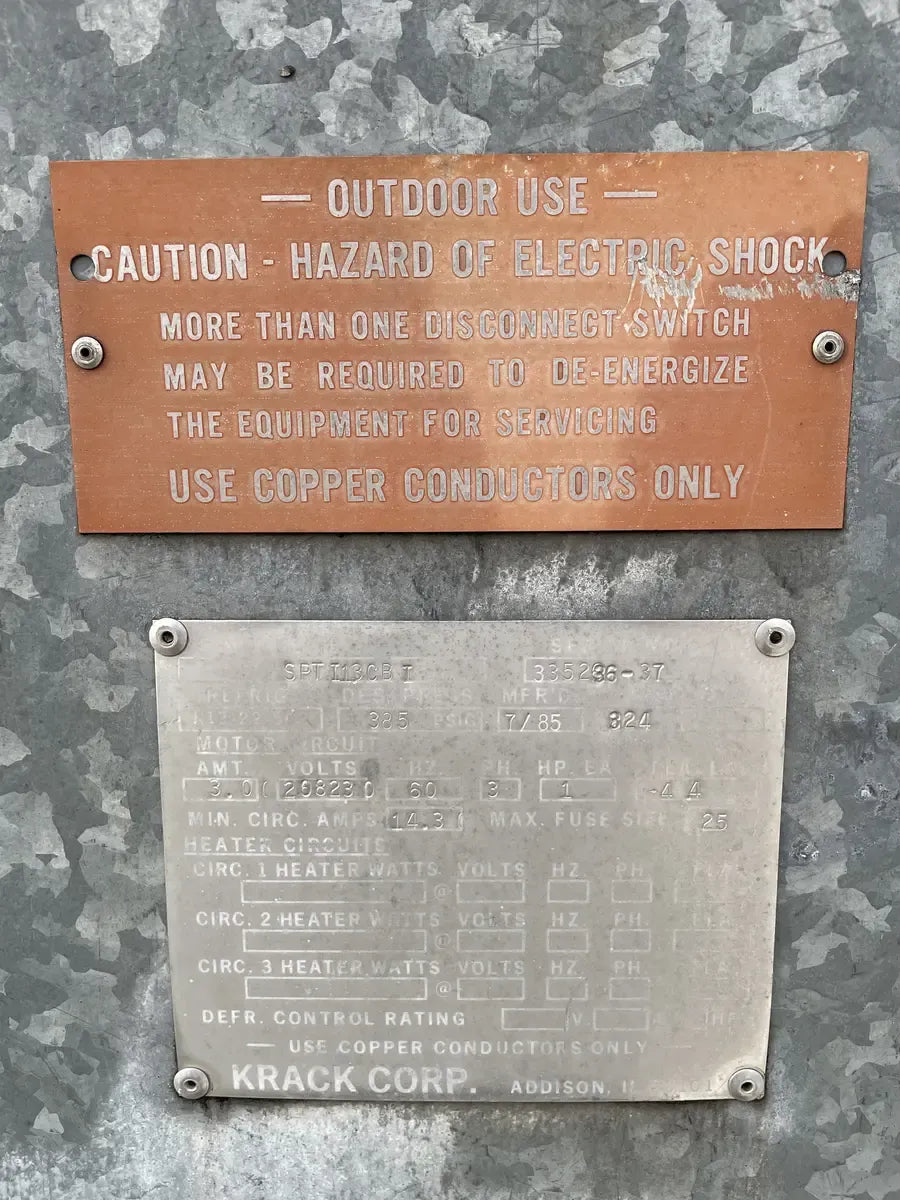 — OUTDOOR USE —
CAUTION - HAZARD OF ELECTRIC SHOCK
MORE THAN ONE DISCONNECT SWITCH
MAY BE REQUIRED TO DE-ENERGIZE
THE EQUIPMENT FOR SERVICING
USE COPPER CONDUCTORS ONLY
385 PSIG 7/85 824
MOTOR CIRCUIT
AMT. VOLTS HZ. PH. HP. EA.
3.0 208230 60 3 1 4.4
MIN. CIRC. AMPS 14.3 MAX. FUSE SIZE 25
HEATER CIRCUITS
CIRC. 1 HEATER WATTS VOLTS HZ. PH. FLA
@
CIRC. 2 HEATER WATTS VOLTS HZ. PH. FLA
@
CIRC. 3 HEATER WATTS VOLTS HZ. PH. FLA
@
DEFR. CONTROL RATING V
— USE COPPER CONDUCTORS ONLY —
KRACK CORP. ADDISON,